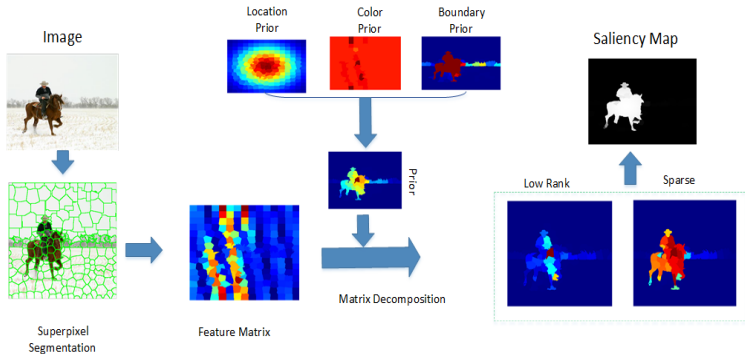 Image
Location
Prior
Color
Prior
Boundary
Prior
Saliency Map
Prior
Low Rank
Sparse
Matrix Decomposition
Superpixel
Segmentation
Feature Matrix